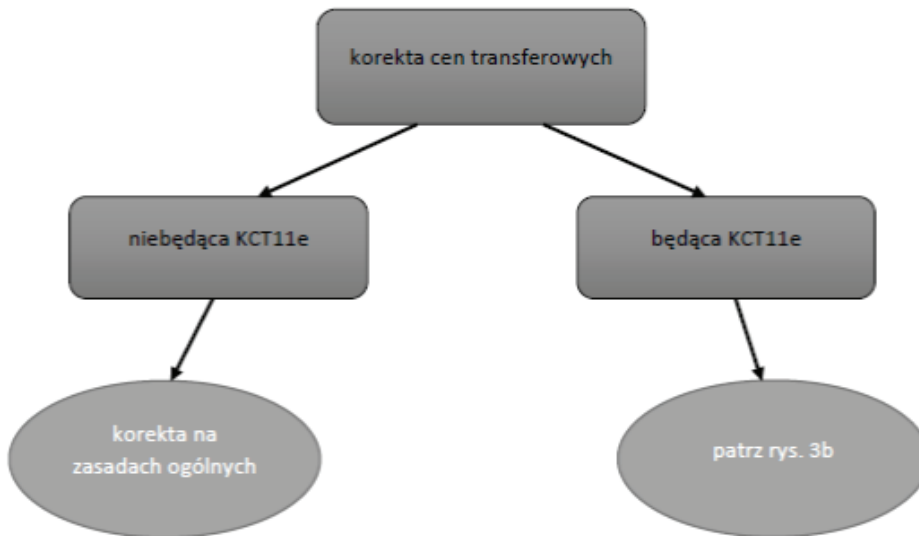 korekta cen transferowych
niebędąca KCT11e
będąca KCT11e
korekta na
zasadach ogólnych
patrz rys. 3b